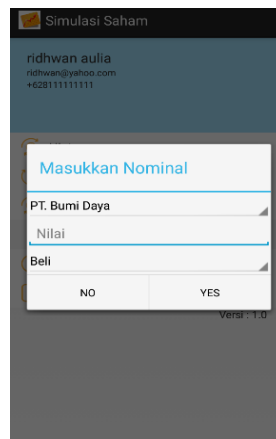 Simulasi Saham
ridhwan aulia
ridhwan@yahoo.com
+628111111111
Masukkan Nominal
PT. Bumi Daya
Nilai
Beli
NO YES
Versi : 1.0